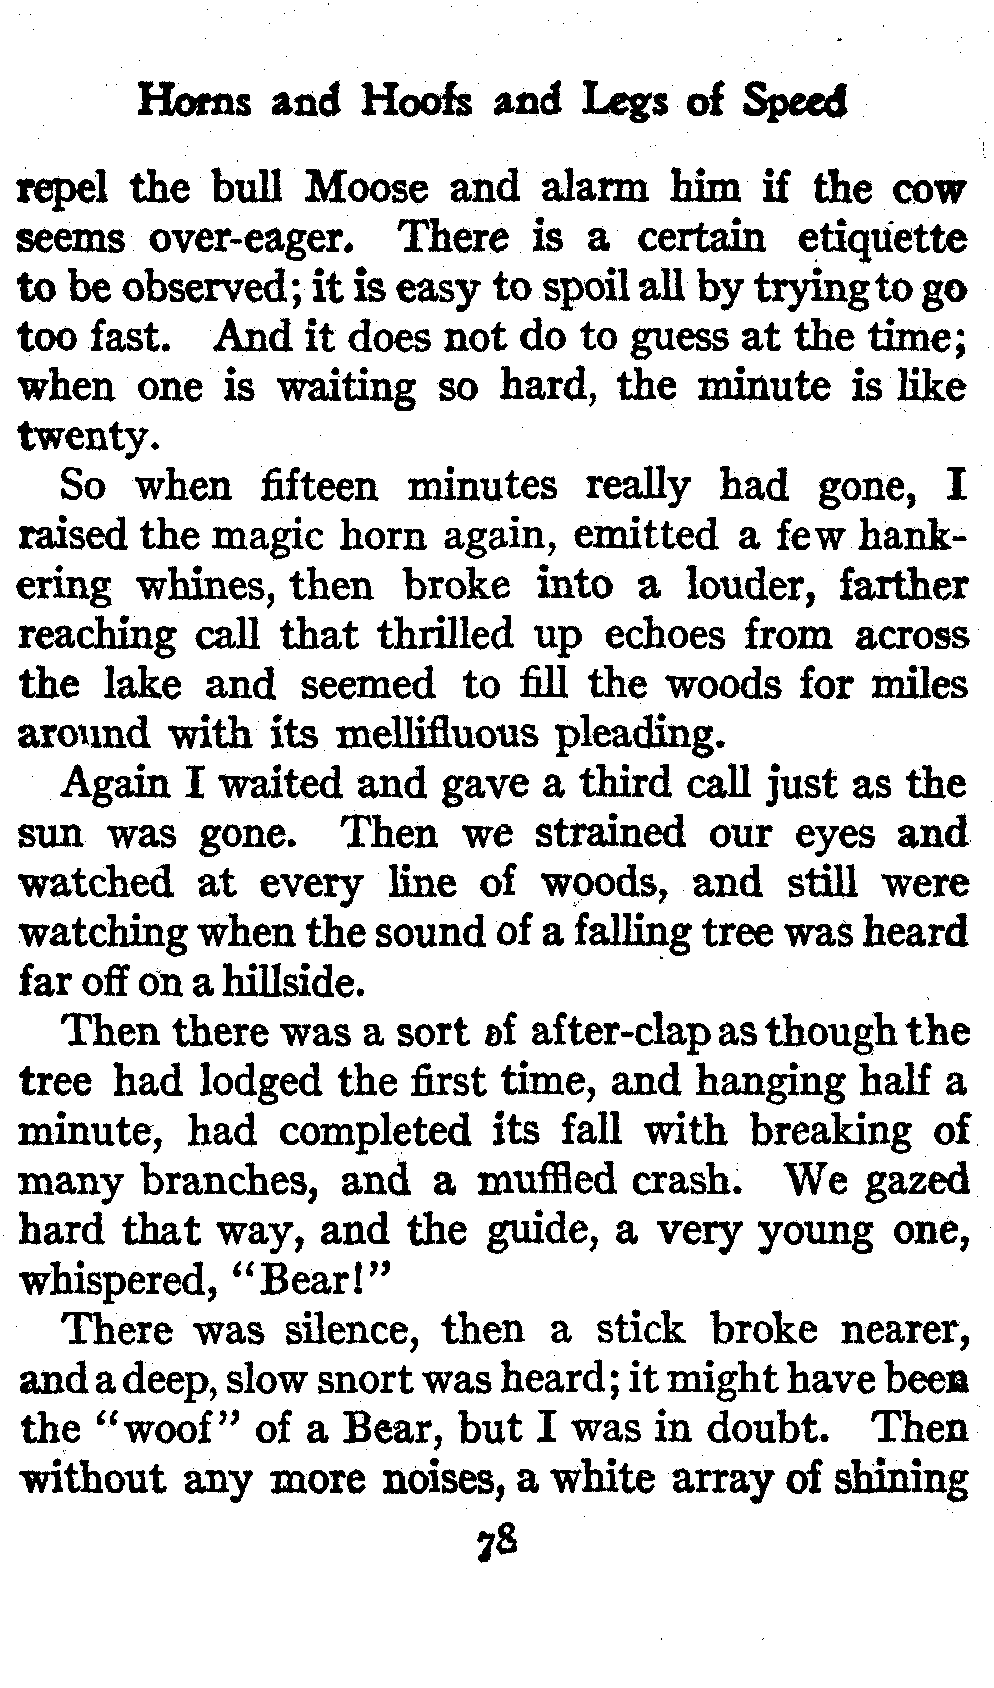 Horns and Hoofs and Legs of Speed
repel the bull Moose and alarm him if the cow
seems over-eager. There is a certain etiquette
to be observed; it is easy to spoil all by trying to go
too fast. And it does not do to guess at the time;
when one is waiting so hard, the minute is like
twenty.
So when fifteen minutes really had gone, I
raised the magic horn again, emitted a few hank-
ering whines, then broke into a louder, farther
reaching call that thrilled up echoes from across
the lake and seemed to fill the woods for miles
around with its mellifluous pleading.
Again I waited and gave a third call just as the
sun was gone. Then we strained our eyes and
watched at every line of woods, and still were
watching when the sound of a falling tree was heard
far off on a hillside.
Then there was a sort of after-clap as though the
tree had lodged the first time, and hanging half a
minute, had completed its fall with breaking of
many branches, and a muffled crash. We gazed
hard that way, and the guide, a very young one,
whispered, "Bear!"
There was silence, then a stick broke nearer,
and a deep, slow snort was heard; it might have been
the "woof" of a Bear, but I was in doubt. Then
without any more noises, a white array of shining
78